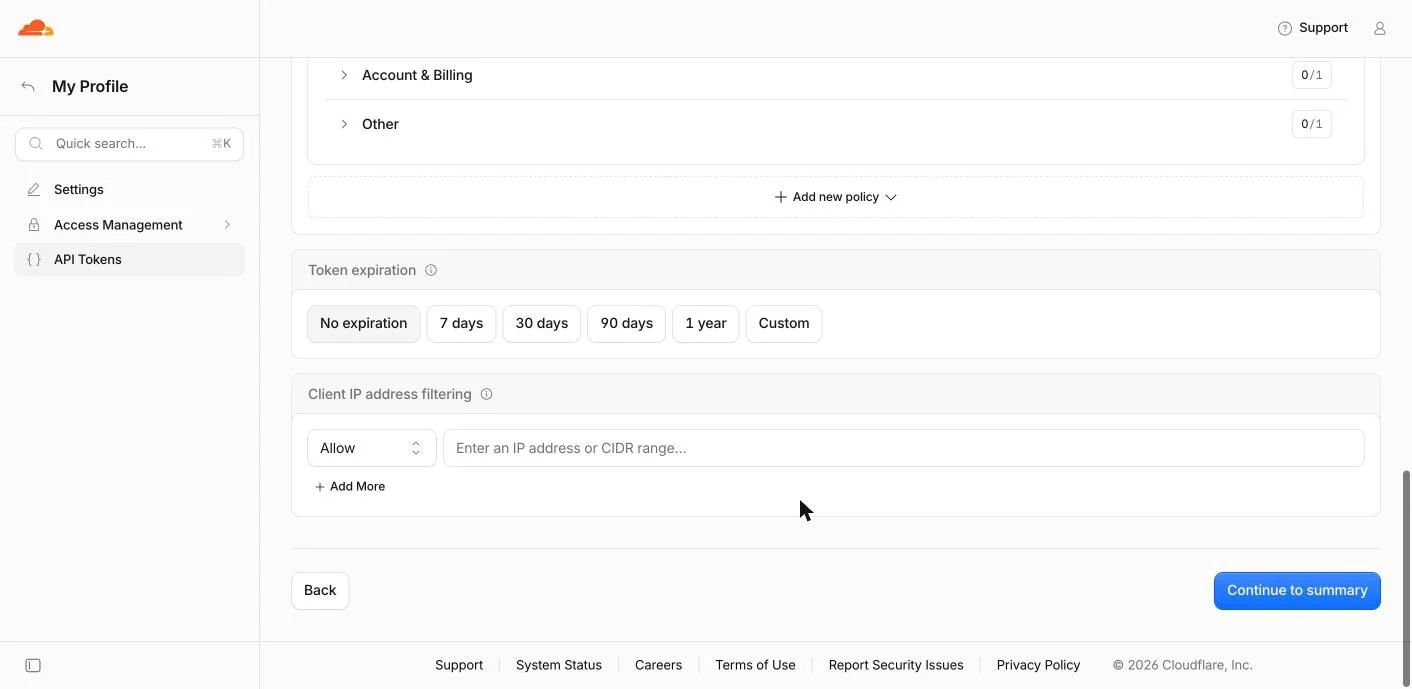 Support
My Profile
Quick search...
⌘K
Settings
Access Management
API Tokens
Account & Billing
0/1
Other
0/1
+ Add new policy
Token expiration
No expiration
7 days
30 days
90 days
1 year
Custom
Client IP address filtering
Allow
Enter an IP address or CIDR range...
+ Add More
Back
Continue to summary
Support
System Status
Careers
Terms of Use
Report Security Issues
Privacy Policy
© 2026 Cloudflare, Inc.